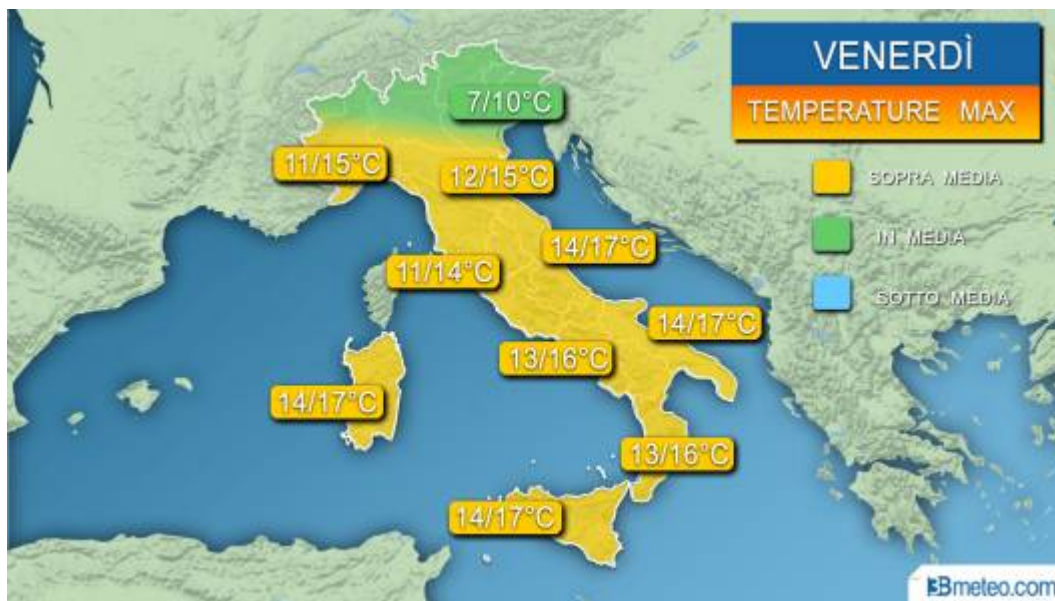 VENERDÌ
TEMPERATURE MAX
7/10°C
11/15°C
12/15°C
SOPRA MEDIA
14/17°C
IN MEDIA
11/14°C
SOTTO MEDIA
14/17°C
13/16°C
14/17°C
13/16°C
14/17°C
3Bmeteo.com